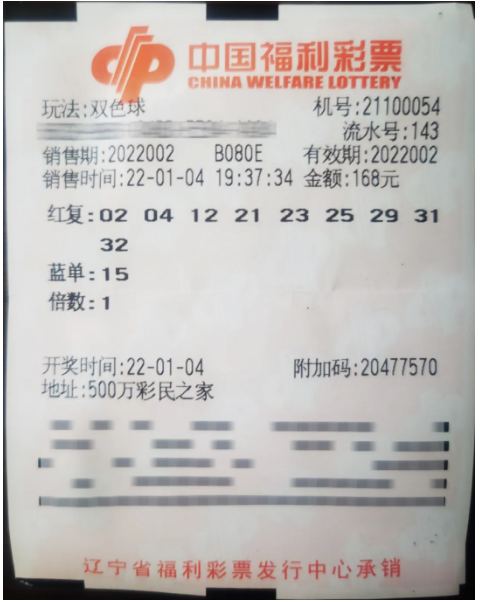 中国福利彩票
CHINA WELFARE LOTTERY
玩法:双色球 机号:21100054
流水号:143
销售期:2022002 B080E 有效期:2022002
销售时间:22-01-04 19:37:34 金额:168元
红复:02 04 12 21 23 25 29 31
32
蓝单:15
倍数:1
开奖时间:22-01-04 附加码:20477570
地址:500万彩民之家
辽宁省福利彩票发行中心承销